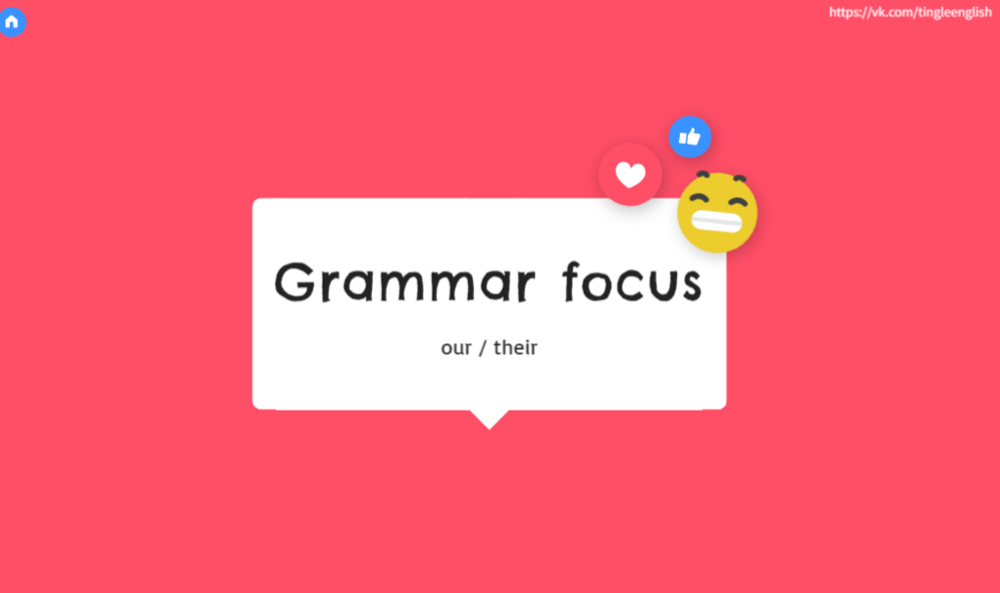 https://vk.com/tingleenglish
Grammar focus
our / their